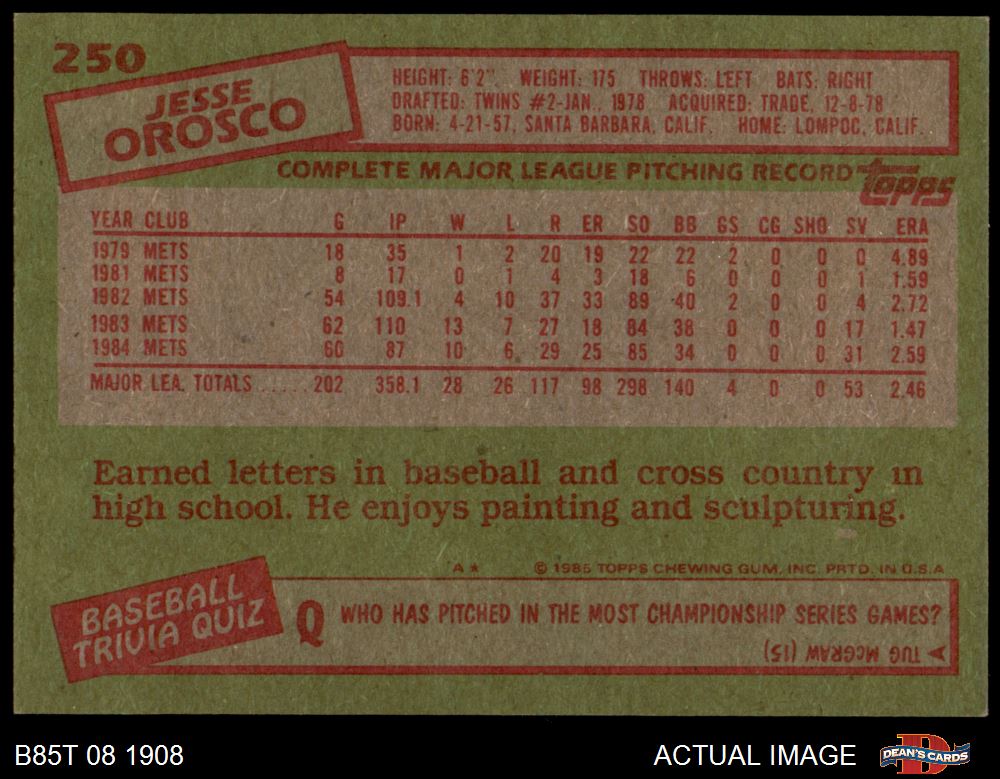 250
JESSE
OROSCO
HEIGHT: 6'2". WEIGHT: 175 THROWS: LEFT BATS: RIGHT
DRAFTED: TWINS #2-JAN., 1978 ACQUIRED: TRADE, 12-8-78
BORN: 4-21-57, SANTA BARBARA, CALIF. HOME: LOMPOC, CALIF.
COMPLETE MAJOR LEAGUE PITCHING RECORD topps
YEAR CLUB G IP W L R ER SO BB GS CG SHO SV ERA
1979 METS 18 35 1 2 20 19 22 22 2 0 0 0 4.89
1981 METS 8 17 0 1 4 3 18 6 0 0 0 1 1.59
1982 METS 54 109.1 4 10 37 33 89 40 2 0 0 4 2.72
1983 METS 62 110 13 7 27 18 84 38 0 0 0 17 1.47
1984 METS 60 87 10 6 29 25 85 34 0 0 0 31 2.59
MAJOR LEA. TOTALS ...... 202 358.1 28 26 117 98 298 140 4 0 0 53 2.46
Earned letters in baseball and cross country in
high school. He enjoys painting and sculpturing.
A ★ © 1985 TOPPS CHEWING GUM, INC. PRTD. IN U.S.A
BASEBALL
TRIVIA QUIZ
Q WHO HAS PITCHED IN THE MOST CHAMPIONSHIP SERIES GAMES?
A TUG McGRAW (15)
B85T 08 1908 ACTUAL IMAGE DEAN'S CARDS